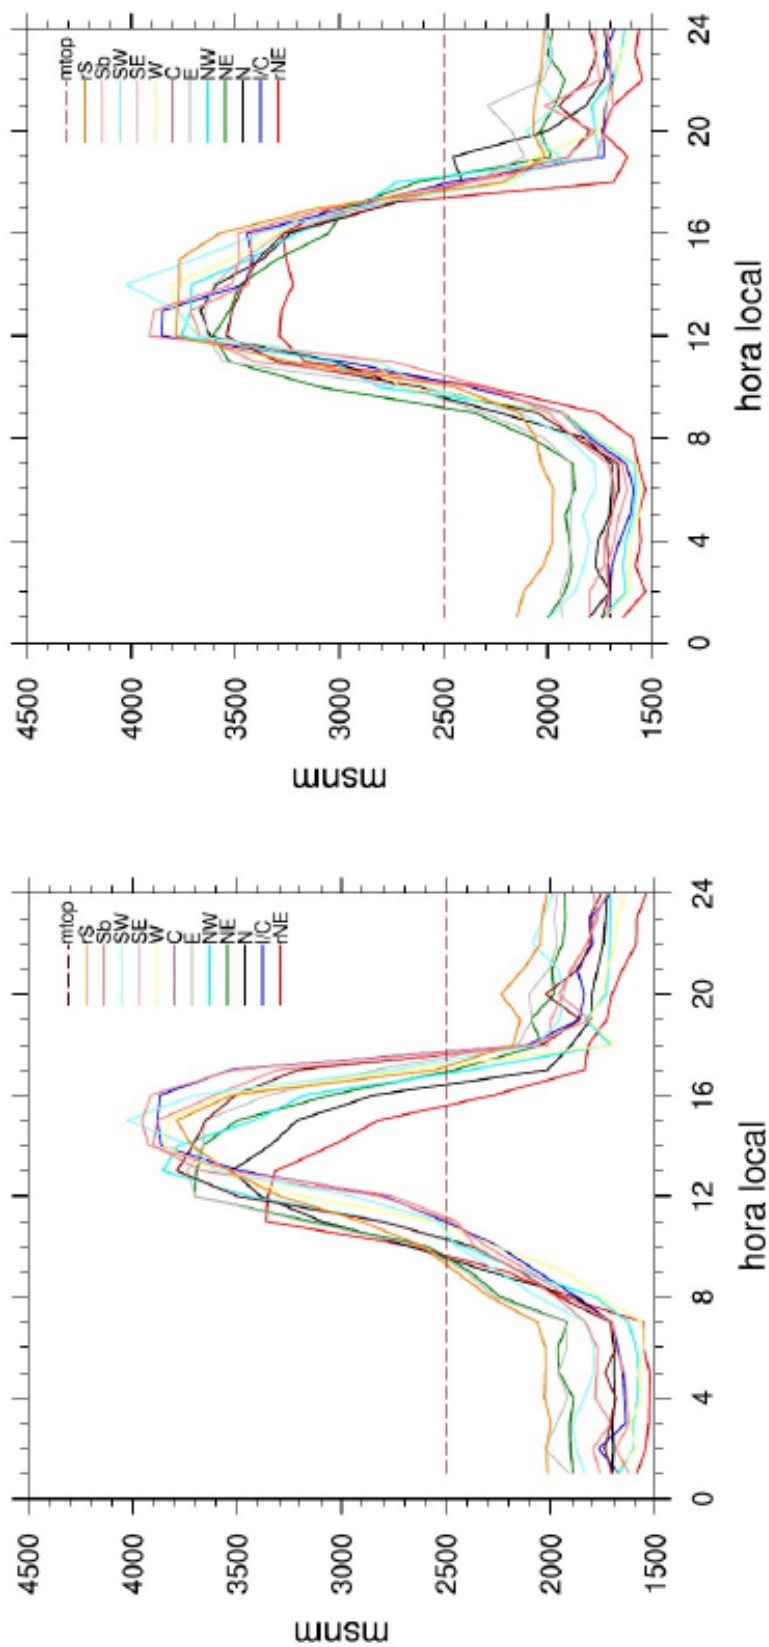 msnm
4500
4000
3500
3000
2500
2000
1500
mtop
rS
Sb
SW
SE
W
C
E
NW
NE
N
I/C
rNE
0 4 8 12 16 20 24
hora local
msnm
4500
4000
3500
3000
2500
2000
1500
mtop
rS
Sb
SW
SE
W
C
E
NW
NE
N
I/C
rNE
0 4 8 12 16 20 24
hora local